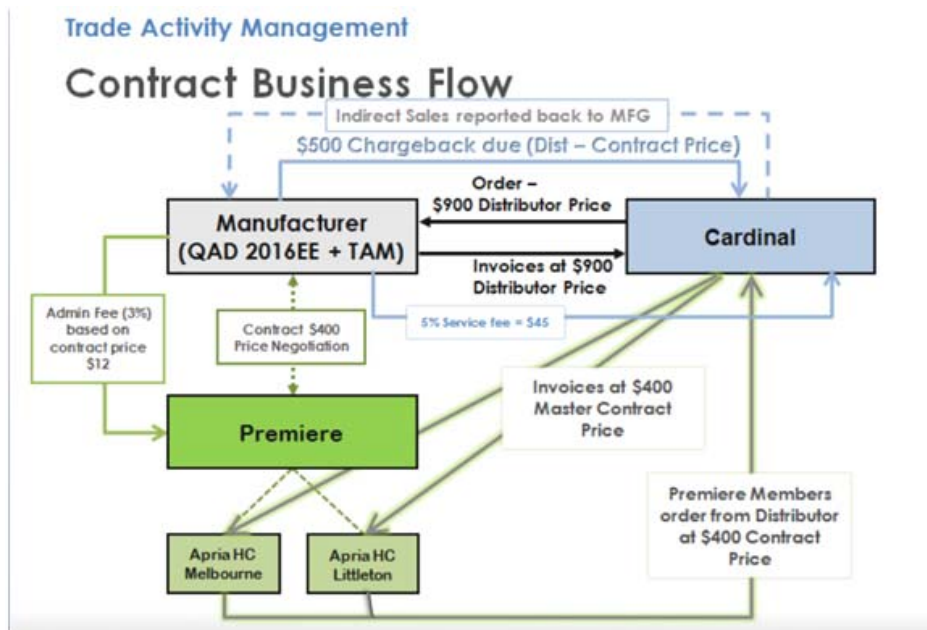 Trade Activity Management
Contract Business Flow
Indirect Sales reported back to MFG
$500 Chargeback due (Dist – Contract Price)
Order –
$900 Distributor Price
Manufacturer
(QAD 2016EE + TAM)
Cardinal
Invoices at $900
Distributor Price
Admin Fee (3%)
based on
contract price
$12
Contract $400
Price Negotiation
5% Service fee = $45
Invoices at $400
Master Contract
Price
Premiere
Premiere Members
order from Distributor
at $400 Contract
Price
Apria HC
Melbourne
Apria HC
Littleton